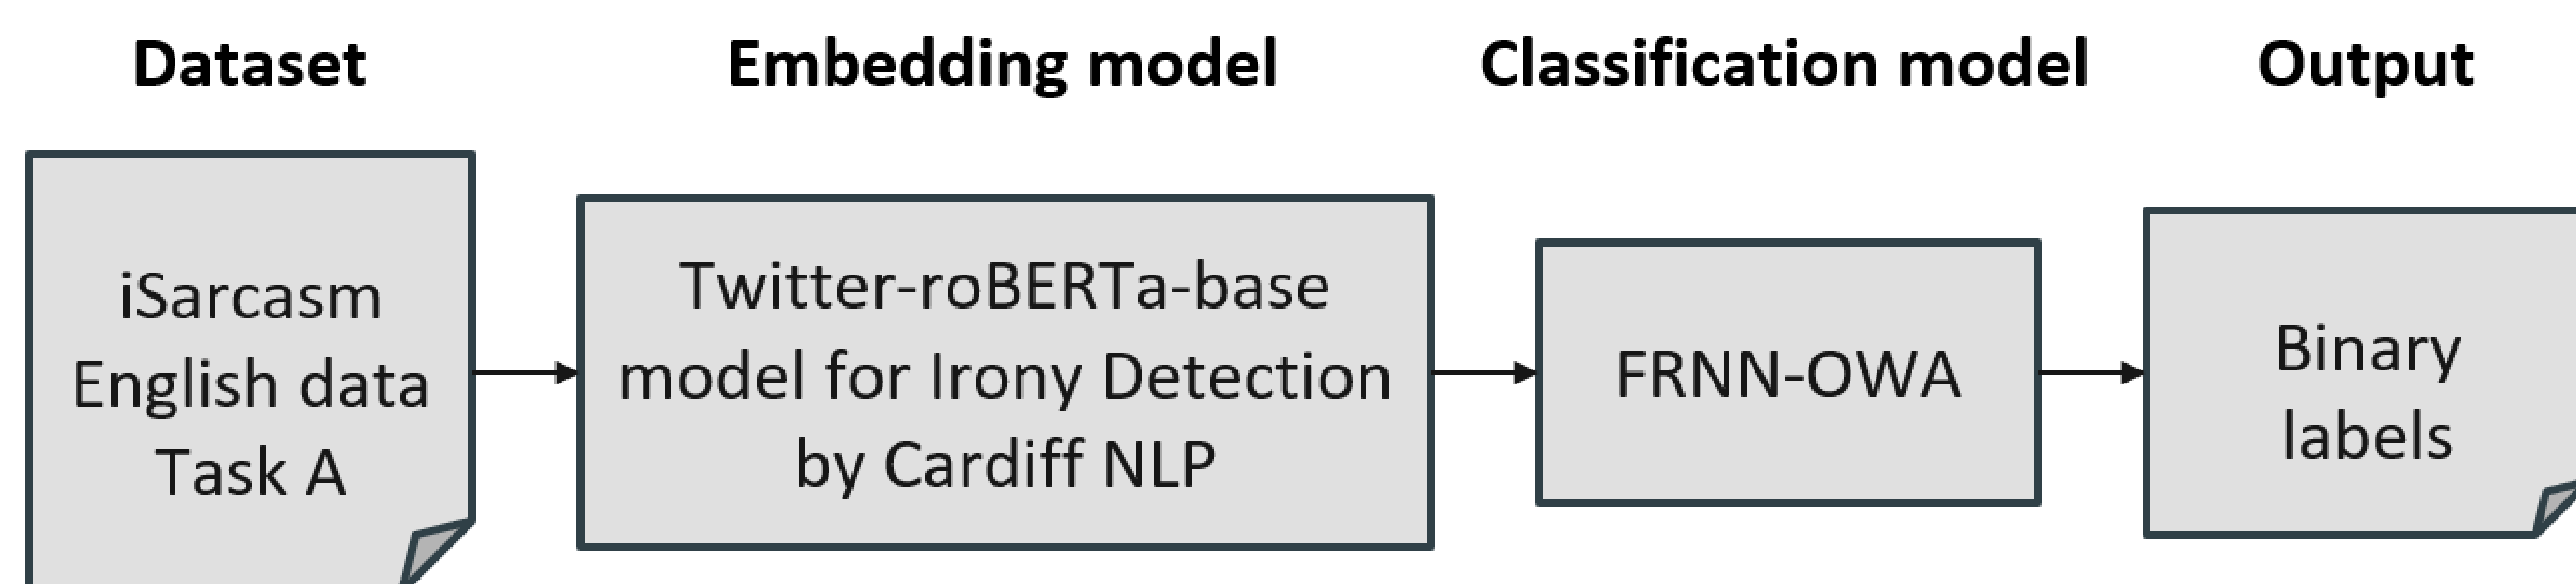 Dataset
Embedding model
Classification model
Output
iSarcasm
English data
Task A
Twitter-roBERTa-base
model for Irony Detection
by Cardiff NLP
FRNN-OWA
Binary
labels